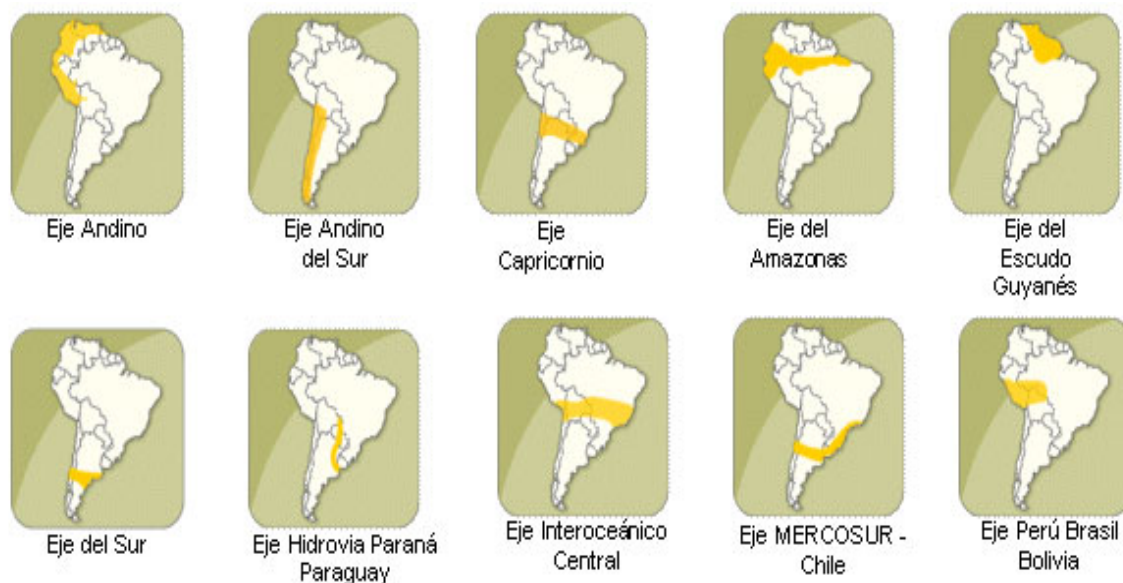 Eje Andino
Eje Andino
del Sur
Eje
Capricornio
Eje del
Amazonas
Eje del
Escudo
Guyanés
Eje del Sur
Eje Hidrovia Paraná
Paraguay
Eje Interoceánico
Central
Eje MERCOSUR -
Chile
Eje Perú Brasil
Bolivia